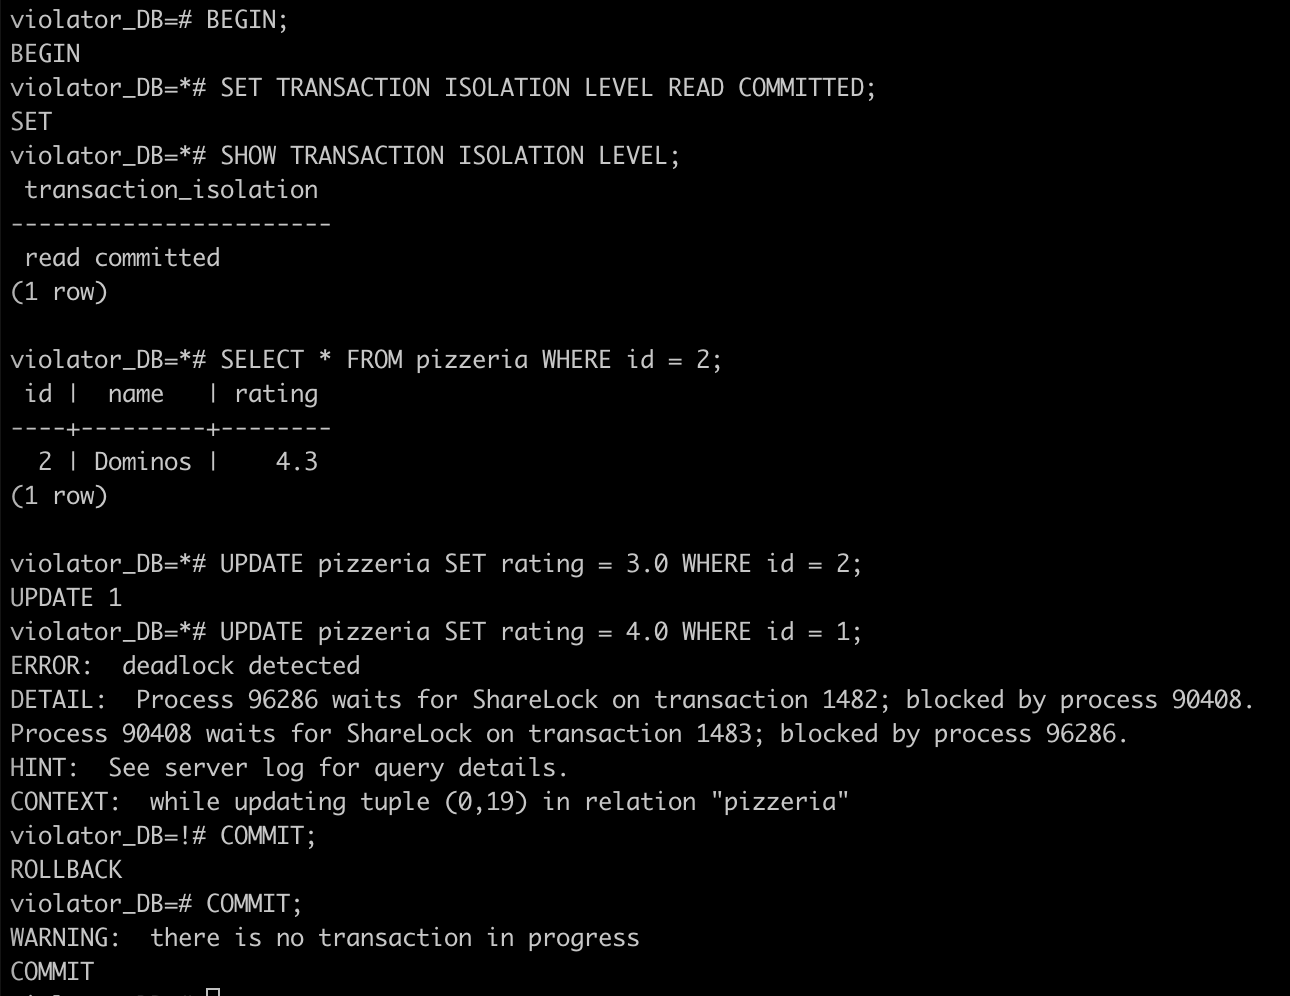 violator_DB=# BEGIN;
BEGIN
violator_DB=*# SET TRANSACTION ISOLATION LEVEL READ COMMITTED;
SET
violator_DB=*# SHOW TRANSACTION ISOLATION LEVEL;
 transaction_isolation
-----------------------
 read committed
(1 row)

violator_DB=*# SELECT * FROM pizzeria WHERE id = 2;
 id |  name   | rating
----+---------+--------
  2 | Dominos |    4.3
(1 row)

violator_DB=*# UPDATE pizzeria SET rating = 3.0 WHERE id = 2;
UPDATE 1
violator_DB=*# UPDATE pizzeria SET rating = 4.0 WHERE id = 1;
ERROR:  deadlock detected
DETAIL:  Process 96286 waits for ShareLock on transaction 1482; blocked by process 90408.
Process 90408 waits for ShareLock on transaction 1483; blocked by process 96286.
HINT:  See server log for query details.
CONTEXT:  while updating tuple (0,19) in relation "pizzeria"
violator_DB=!# COMMIT;
ROLLBACK
violator_DB=# COMMIT;
WARNING:  there is no transaction in progress
COMMIT